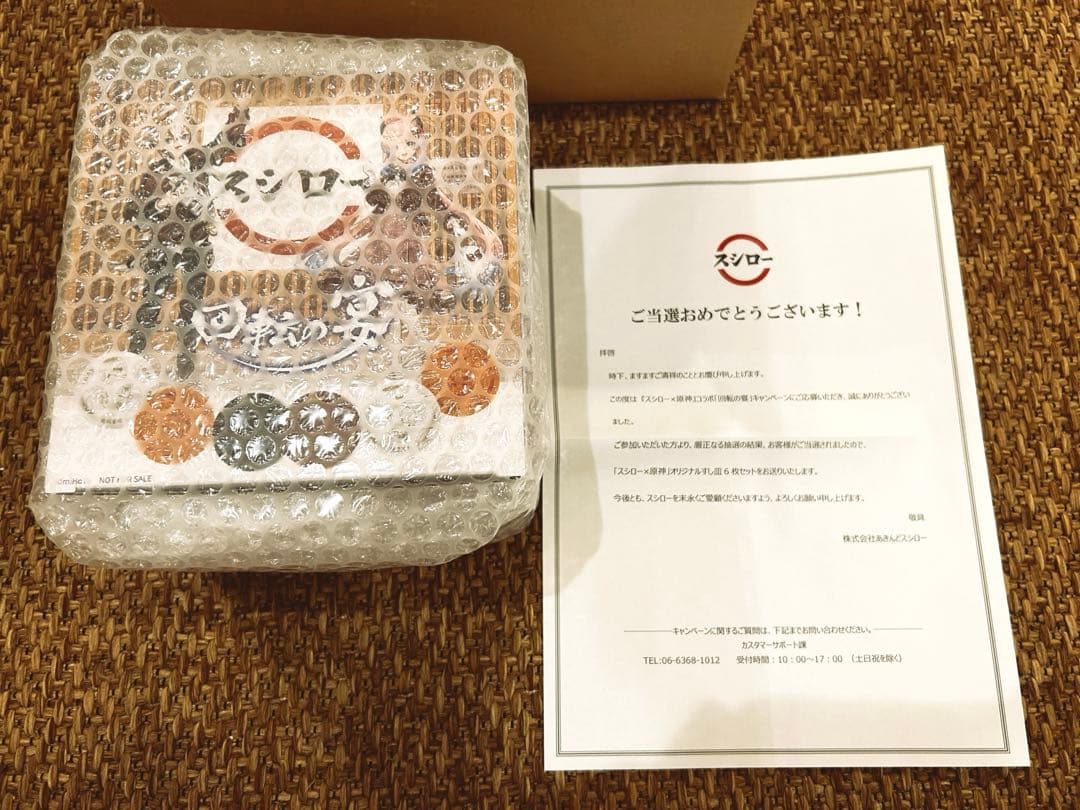 スシロー
回転の宴
NOT FOR SALE
スシロー
ご当選おめでとうございます！
拝啓
時下、ますますご清祥のこととお慶び申し上げます。
この度は『スシロー×原神』コラボ「回転の宴」キャンペーンにご応募いただき、誠にありがとうござい
ました。
ご参加いただいた方より、厳正なる抽選の結果、お客様がご当選されましたので、
「スシロー×原神」オリジナルすし皿６枚セットをお送りいたします。
今後とも、スシローを末永くご愛顧くださいますよう、よろしくお願い申し上げます。
敬具
株式会社あきんどスシロー
キャンペーンに関するご質問は、下記までお問い合わせください。
カスタマーサポート課
TEL:06-6368-1012　受付時間：10：00～17：00　（土日祝を除く）